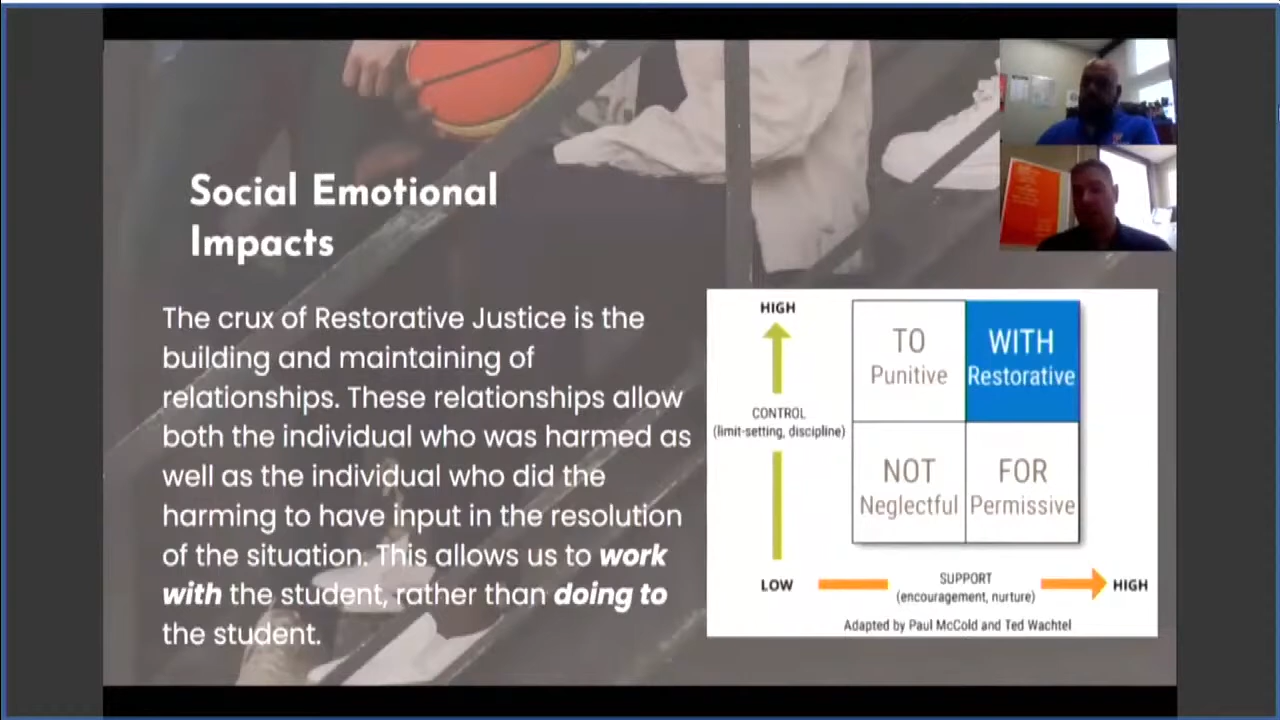 Social Emotional
Impacts
The crux of Restorative Justice is the
building and maintaining of
relationships. These relationships allow
both the individual who was harmed as
well as the individual who did the
harming to have input in the resolution
of the situation. This allows us to work
with the student, rather than doing to
the student.
HIGH
TO
Punitive
WITH
Restorative
CONTROL
(limit-setting, discipline)
NOT
Neglectful
FOR
Permissive
LOW
SUPPORT
(encouragement, nurture)
HIGH
Adapted by Paul McCold and Ted Wachtel